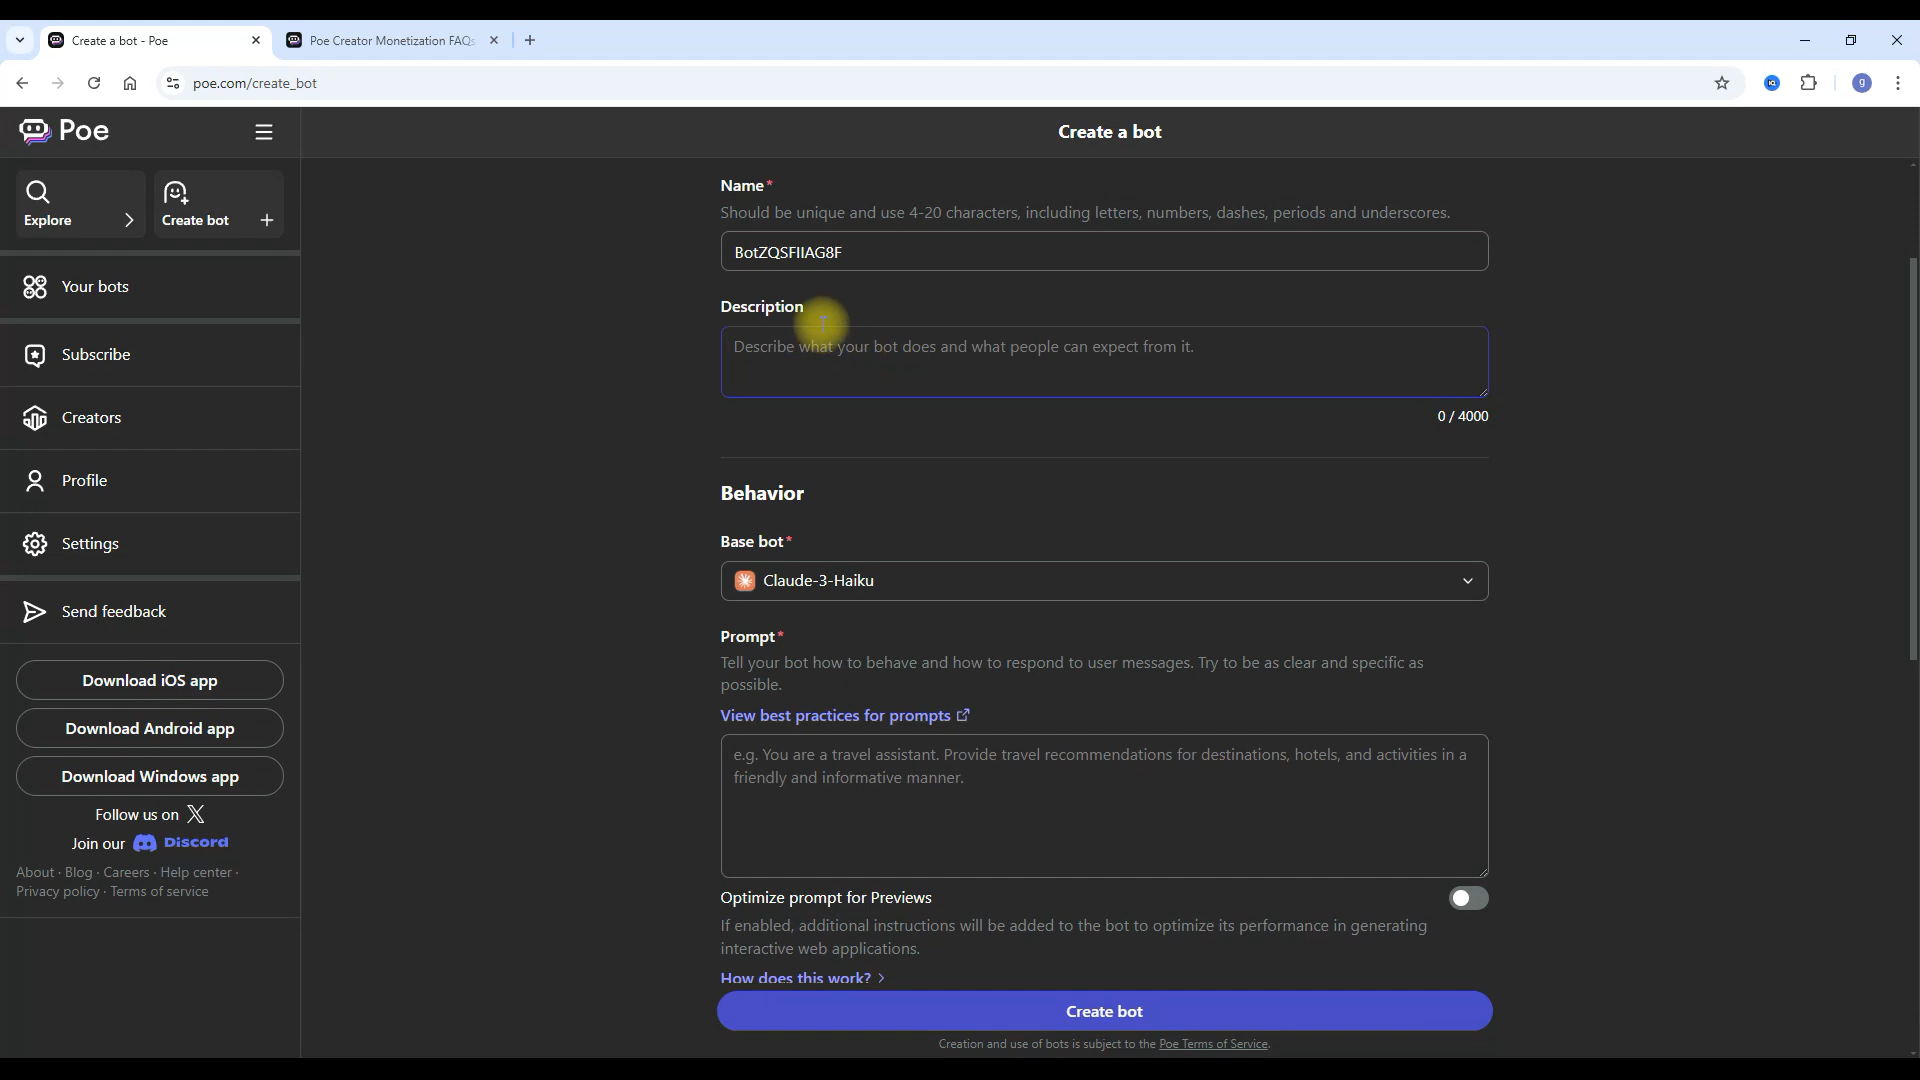 Create a bot - Poe
Poe Creator Monetization FAQs
poe.com/create_bot
g
Poe
Create a bot
Explore
Create bot
Your bots
Subscribe
Creators
Profile
Settings
Send feedback
Download iOS app
Download Android app
Download Windows app
Follow us on X
Join our Discord
About · Blog · Careers · Help center ·
Privacy policy · Terms of service
Name*
Should be unique and use 4-20 characters, including letters, numbers, dashes, periods and underscores.
BotZQSFIIAG8F
Description
Describe what your bot does and what people can expect from it.
0 / 4000
Behavior
Base bot*
Claude-3-Haiku
Prompt*
Tell your bot how to behave and how to respond to user messages. Try to be as clear and specific as
possible.
View best practices for prompts
e.g. You are a travel assistant. Provide travel recommendations for destinations, hotels, and activities in a
friendly and informative manner.
Optimize prompt for Previews
If enabled, additional instructions will be added to the bot to optimize its performance in generating
interactive web applications.
How does this work?
Create bot
Creation and use of bots is subject to the Poe Terms of Service.